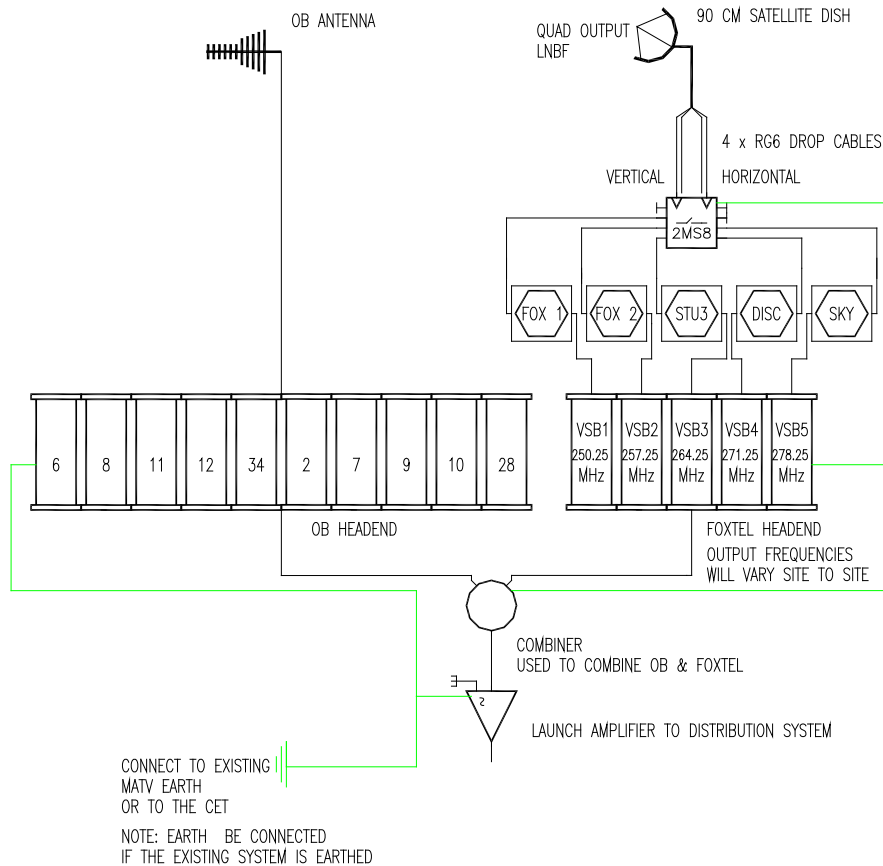 OB ANTENNA
90 CM SATELLITE DISH
QUAD OUTPUT
LNBF
4 x RG6 DROP CABLES
VERTICAL
HORIZONTAL
2MS8
FOX 1
FOX 2
STU3
DISC
SKY
6
8
11
12
34
2
7
9
10
28
VSB1
250.25
MHz
VSB2
257.25
MHz
VSB3
264.25
MHz
VSB4
271.25
MHz
VSB5
278.25
MHz
OB HEADEND
FOXTEL HEADEND
OUTPUT FREQUENCIES
WILL VARY SITE TO SITE
COMBINER
USED TO COMBINE OB & FOXTEL
LAUNCH AMPLIFIER TO DISTRIBUTION SYSTEM
CONNECT TO EXISTING
MATV EARTH
OR TO THE CET
NOTE: EARTH BE CONNECTED
IF THE EXISTING SYSTEM IS EARTHED